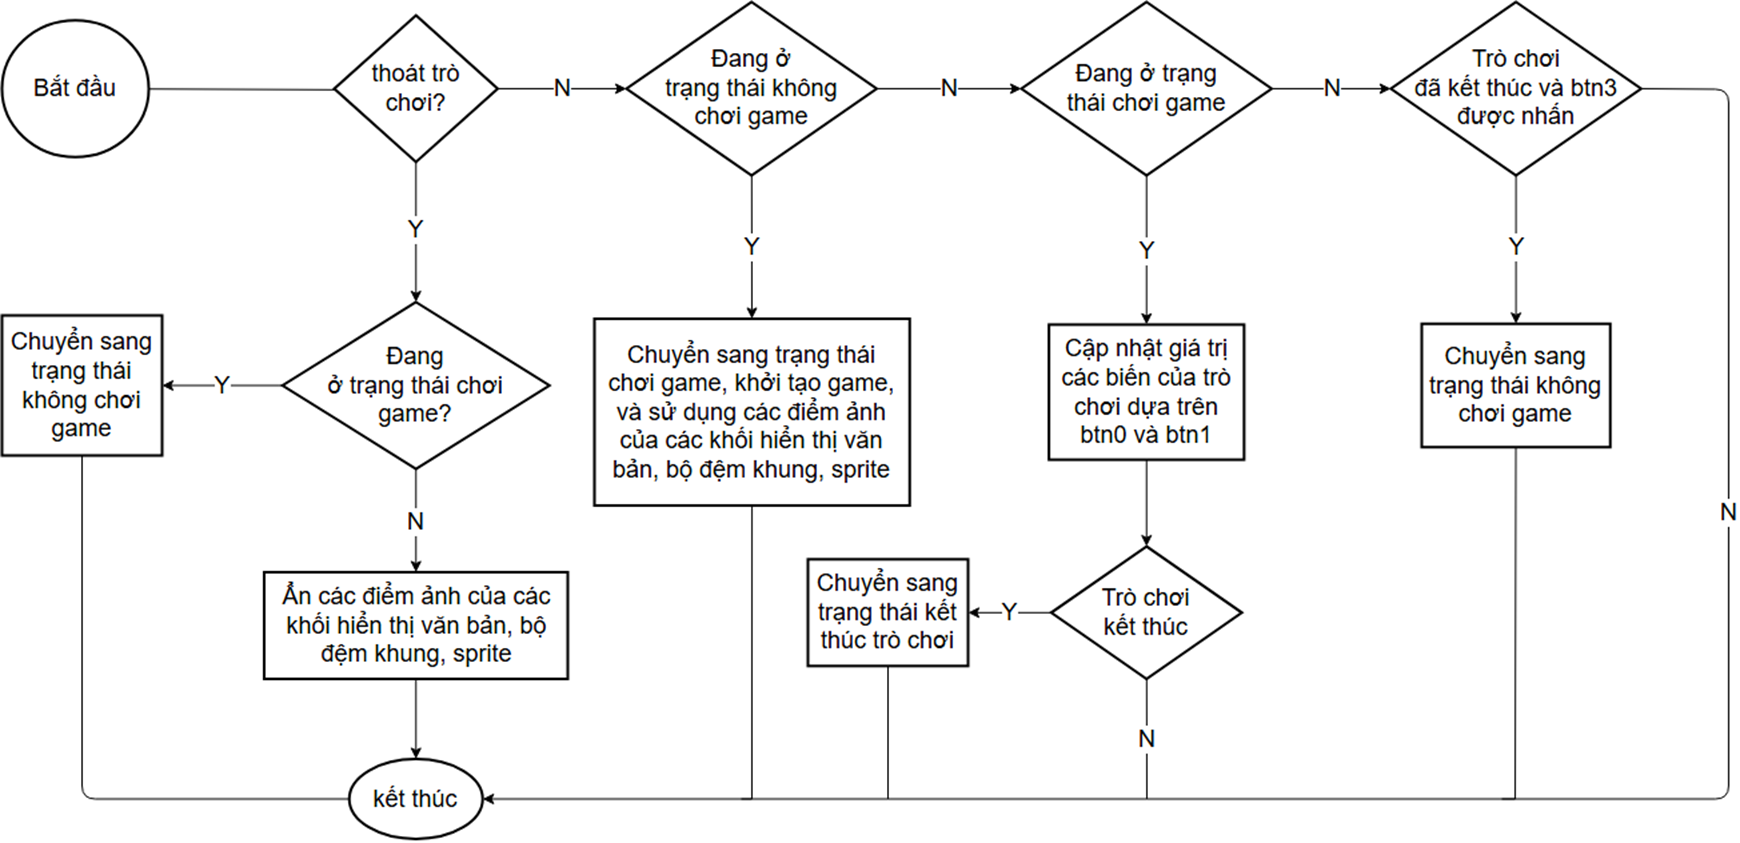 Bắt đầu
thoát trò
chơi?
N
Đang ở
trạng thái không
chơi game
N
Đang ở trạng
thái chơi game
N
Trò chơi
đã kết thúc và btn3
được nhấn
Y
Y
Y
Y
Chuyển sang
trạng thái
không chơi
game
Y
Đang
ở trạng thái chơi
game?
Chuyển sang trạng thái
chơi game, khởi tạo game,
và sử dụng các điểm ảnh
của các khối hiển thị văn
bản, bộ đệm khung, sprite
Cập nhật giá trị
các biến của trò
chơi dựa trên
btn0 và btn1
Chuyển sang
trạng thái không
chơi game
N
N
Ẩn các điểm ảnh của các
khối hiển thị văn bản, bộ
đệm khung, sprite
Chuyển sang
trạng thái kết
thúc trò chơi
Y
Trò chơi
kết thúc
N
kết thúc